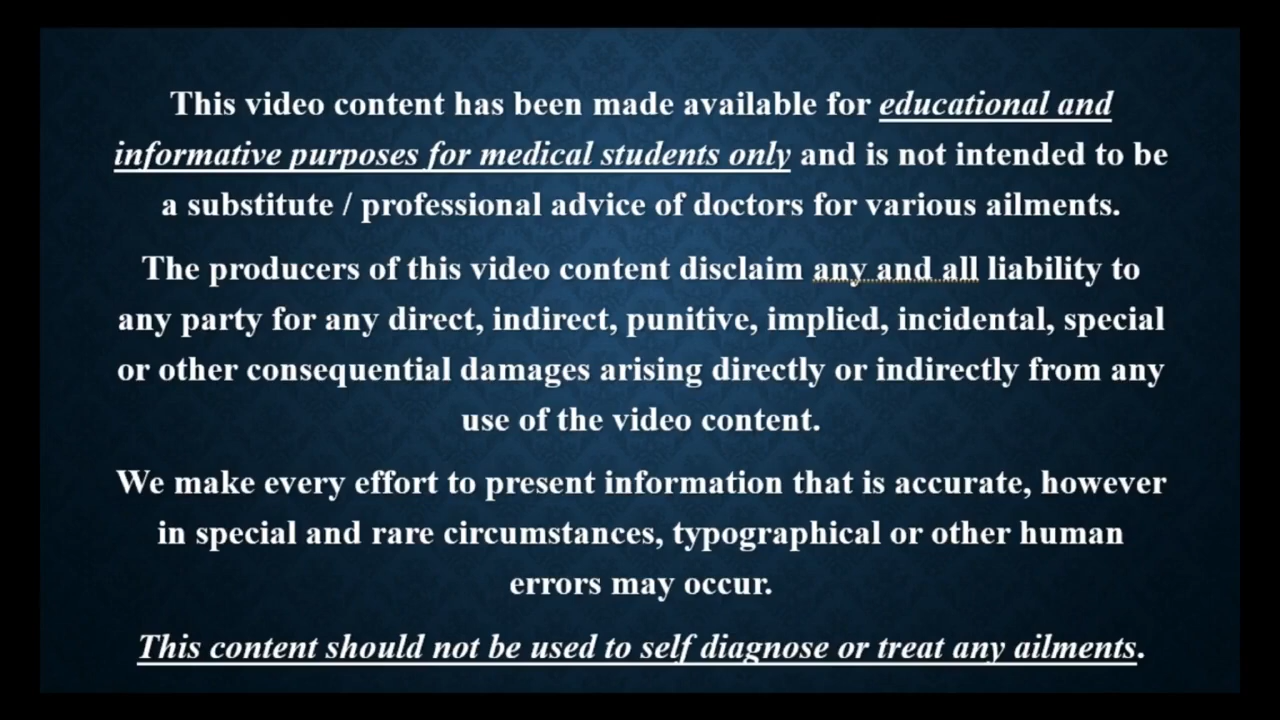 This video content has been made available for educational and
informative purposes for medical students only and is not intended to be
a substitute / professional advice of doctors for various ailments.
The producers of this video content disclaim any and all liability to
any party for any direct, indirect, punitive, implied, incidental, special
or other consequential damages arising directly or indirectly from any
use of the video content.
We make every effort to present information that is accurate, however
in special and rare circumstances, typographical or other human
errors may occur.
This content should not be used to self diagnose or treat any ailments.